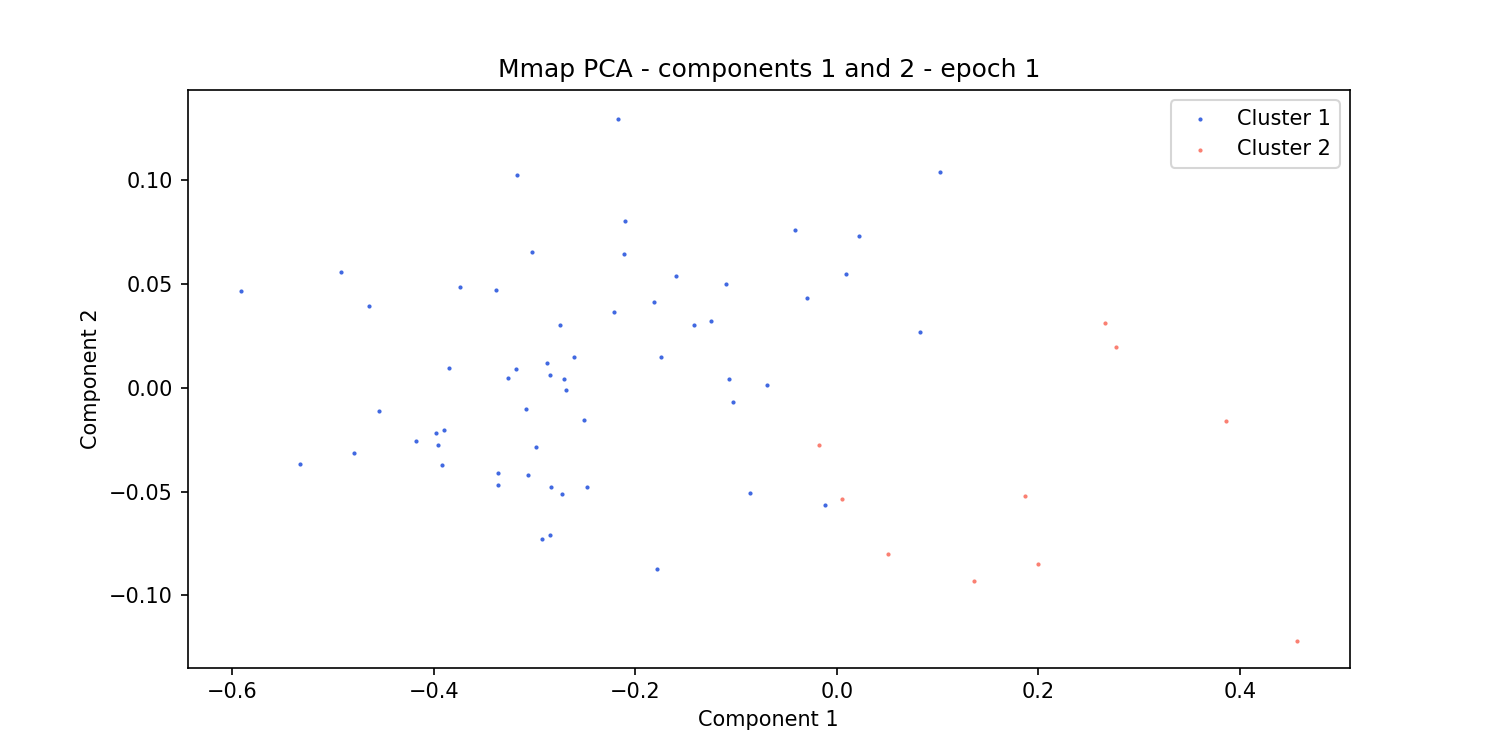 Mmap PCA - components 1 and 2 - epoch 1
Cluster 1
Cluster 2
0.10
0.05
0.00
−0.05
−0.10
Component 2
−0.6 −0.4 −0.2 0.0 0.2 0.4
Component 1